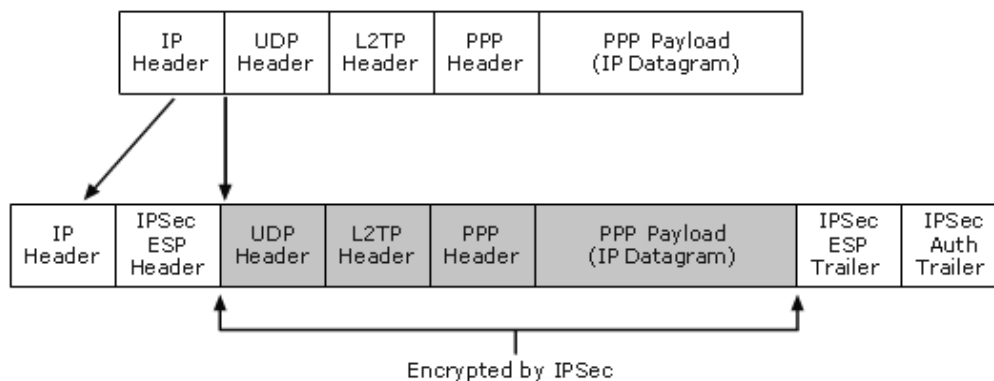 IP
Header
UDP
Header
L2TP
Header
PPP
Header
PPP Payload
(IP Datagram)
IP
Header
IPSec
ESP
Header
UDP
Header
L2TP
Header
PPP
Header
PPP Payload
(IP Datagram)
IPSec
ESP
Trailer
IPSec
Auth
Trailer
Encrypted by IPSec